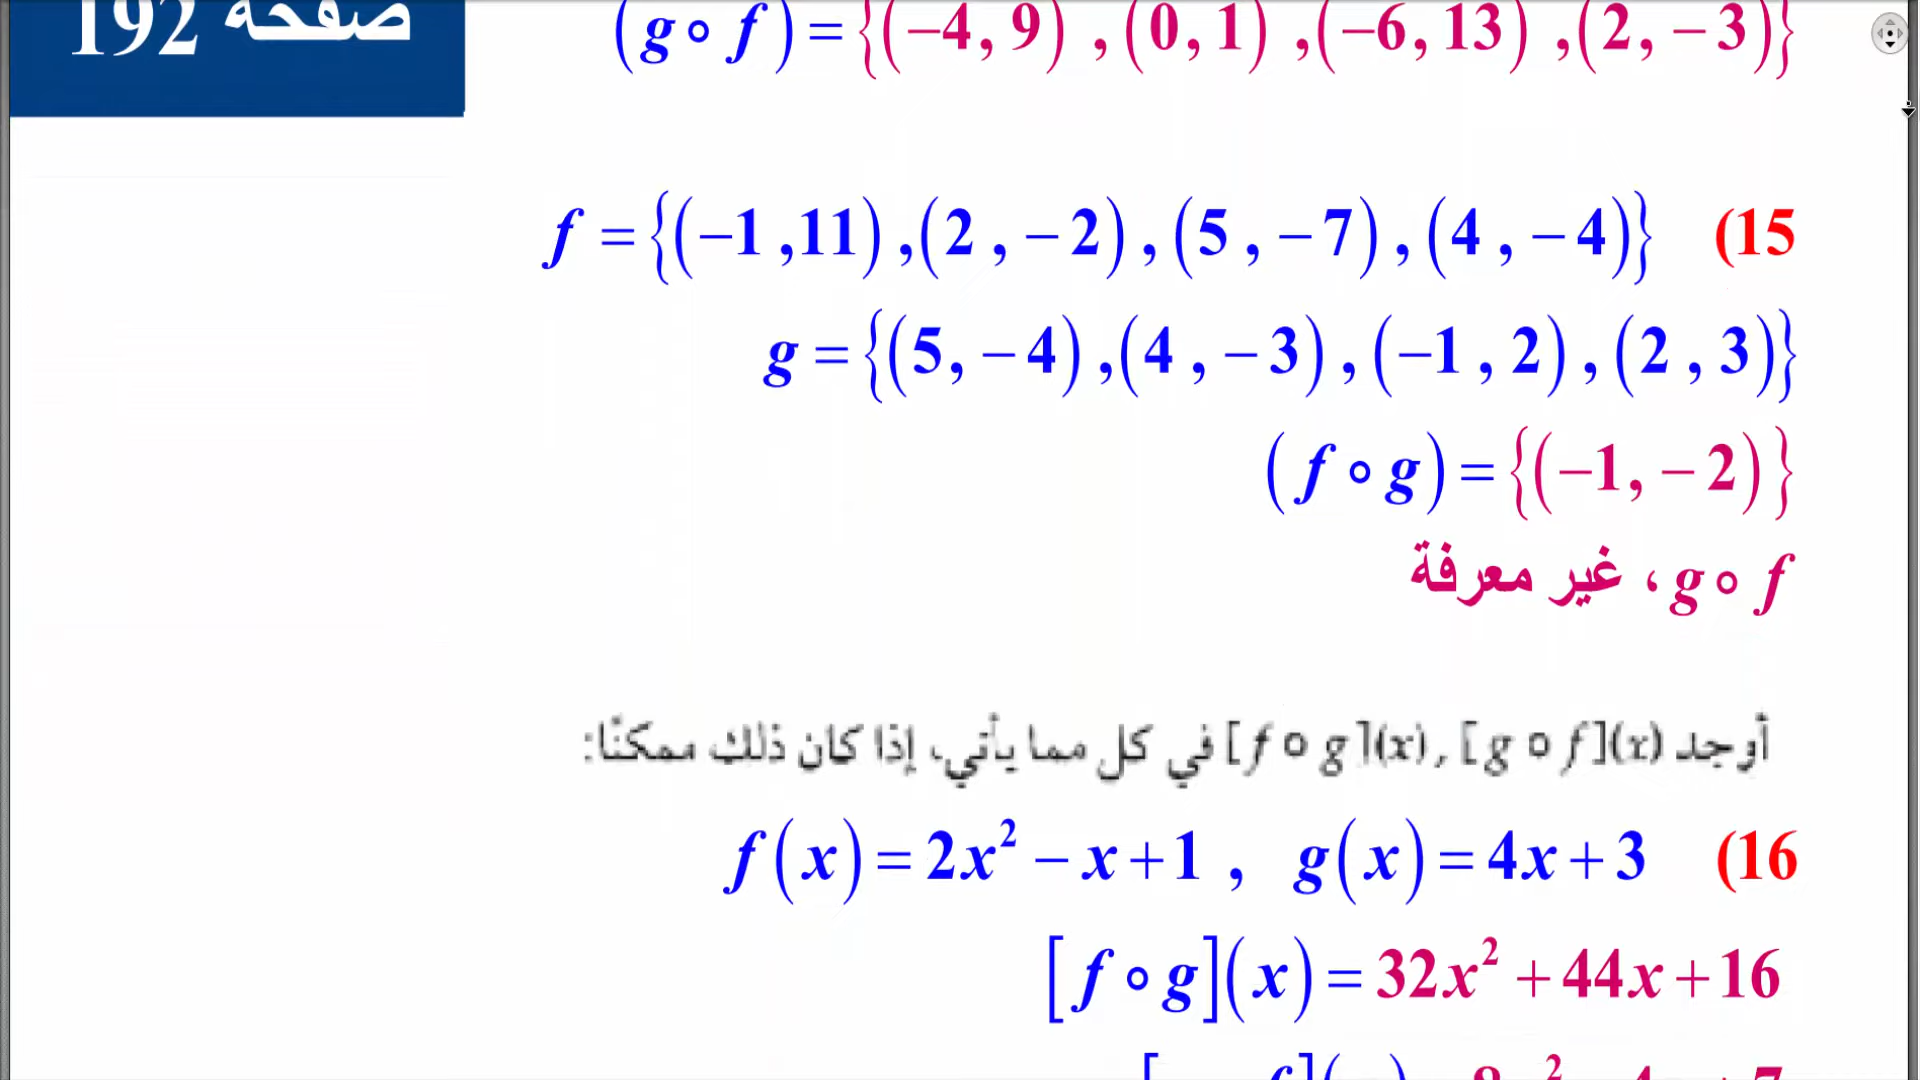 صفحة 192
(g∘f) = {(−4, 9) , (0, 1) , (−6, 13) , (2, −3)}
(15 f = {(−1 ,11) ,(2 , −2) , (5 , −7) , (4 , −4)}
g = {(5, −4) ,(4 , −3) , (−1 , 2) , (2 , 3)}
(f∘g) = {(−1, −2)}
g∘f ، غير معرفة
أوجد [f∘g](x) , [g∘f](x) في كل مما يأتي، إذا كان ذلك ممكنًا:
(16 f(x) = 2x² − x + 1 , g(x) = 4x + 3
[f∘g](x) = 32x² + 44x + 16